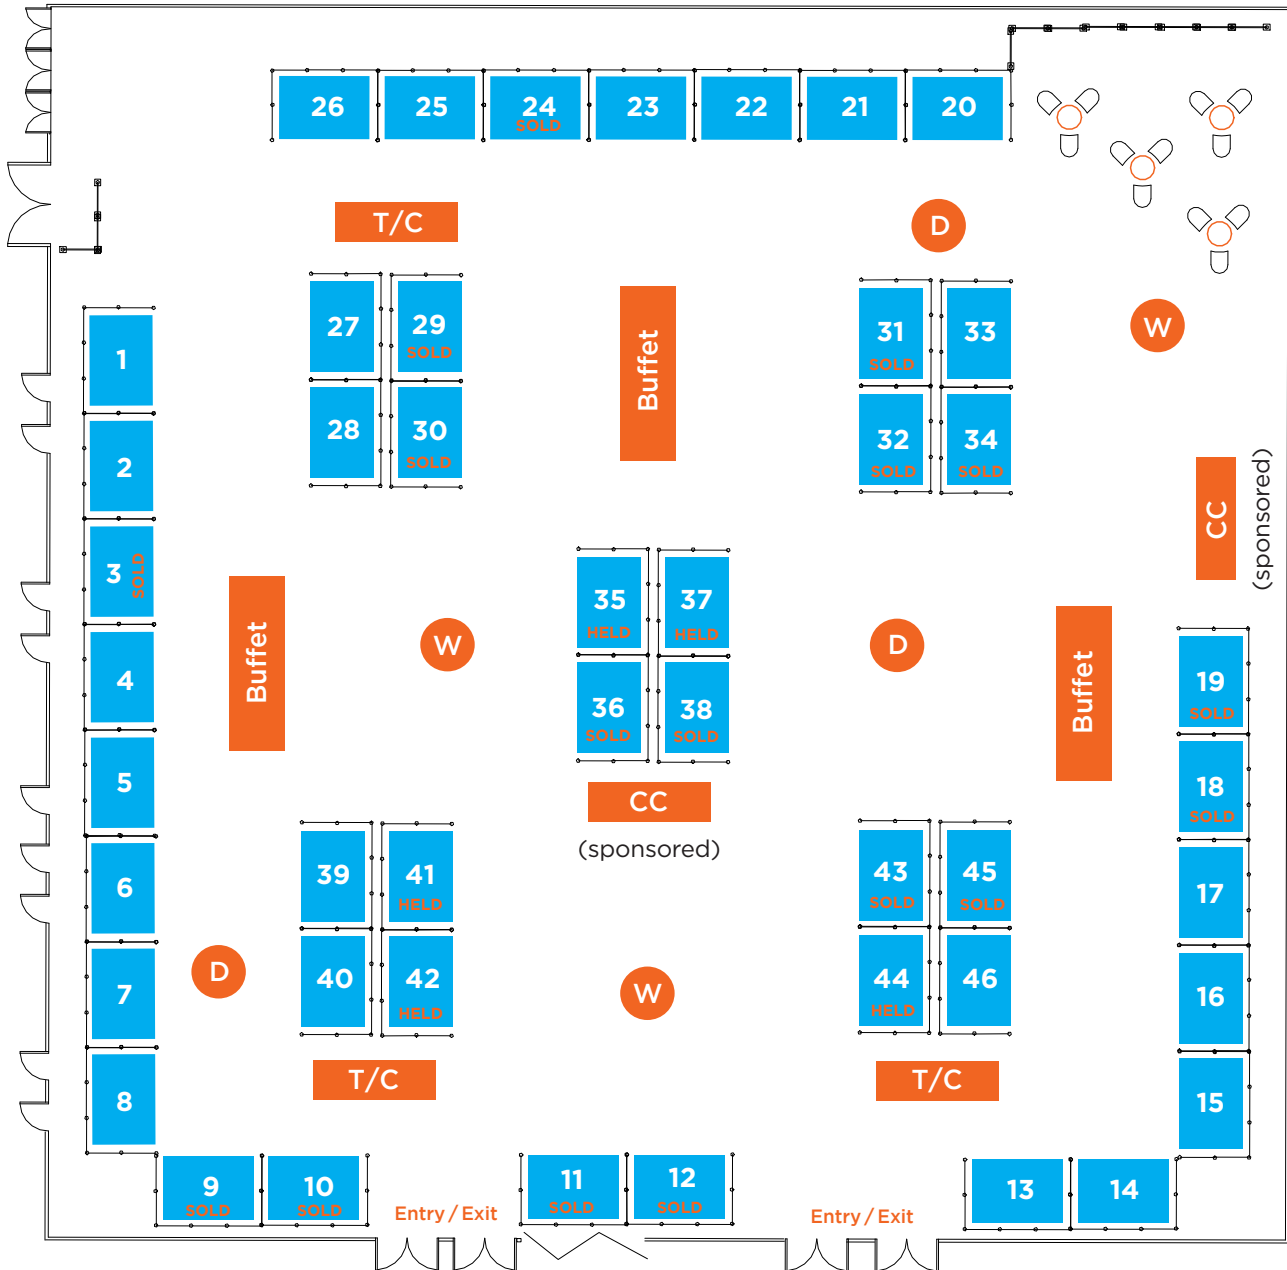 26
25
24
SOLD
23
22
21
20
T/C
D
W
1
2
3
SOLD
4
5
6
7
8
27
29
SOLD
28
30
SOLD
Buffet
31
SOLD
33
32
SOLD
34
SOLD
CC
(sponsored)
Buffet
W
35
HELD
37
HELD
36
SOLD
38
SOLD
CC
(sponsored)
D
Buffet
19
SOLD
18
SOLD
17
16
15
39
41
HELD
40
42
HELD
D
W
43
SOLD
45
SOLD
44
HELD
46
T/C
T/C
9
SOLD
10
SOLD
Entry / Exit
11
SOLD
12
SOLD
Entry / Exit
13
14